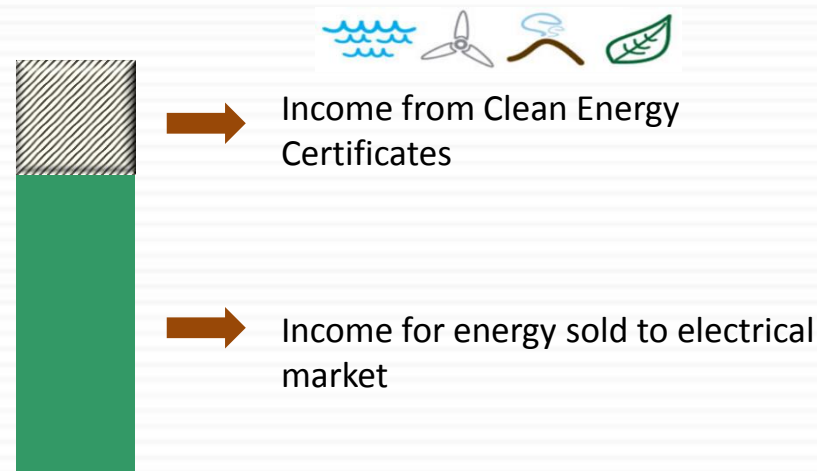 Income from Clean Energy
Certificates
Income for energy sold to electrical
market